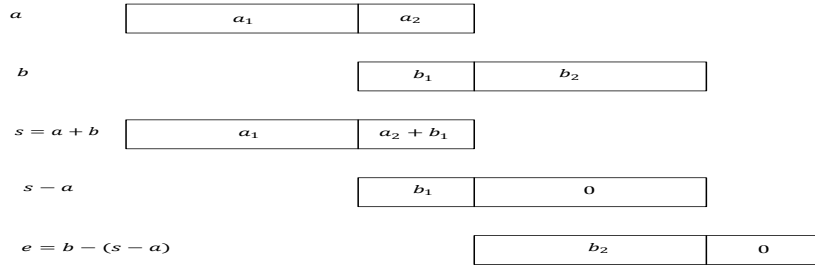 a a₁ a₂
b b₁ b₂
s = a + b a₁ a₂ + b₁
s − a b₁ 0
e = b − (s − a) b₂ 0